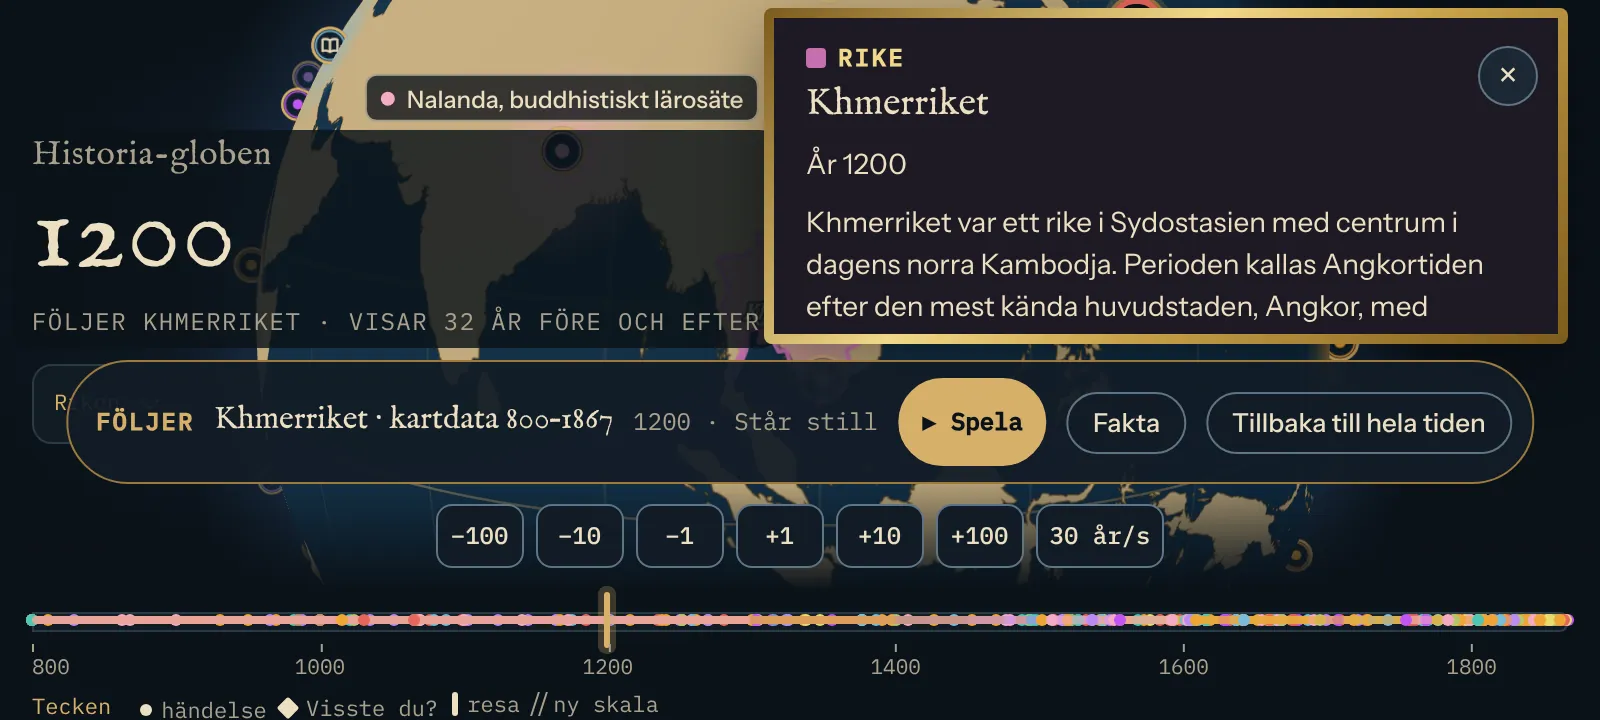 RIKE
Khmerriket
År 1200
Khmerriket var ett rike i Sydostasien med centrum i
dagens norra Kambodja. Perioden kallas Angkortiden
efter den mest kända huvudstaden, Angkor, med
×
Nalanda, buddhistiskt lärosäte
Historia-globen
1200
FÖLJER KHMERRIKET · VISAR 32 ÅR FÖRE OCH EFTER
FÖLJER Khmerriket · kartdata 800–1867 1200 · Står still ▶ Spela Fakta Tillbaka till hela tiden
−100 −10 −1 +1 +10 +100 30 år/s
800 1000 1200 1400 1600 1800
Tecken händelse Visste du? resa // ny skala